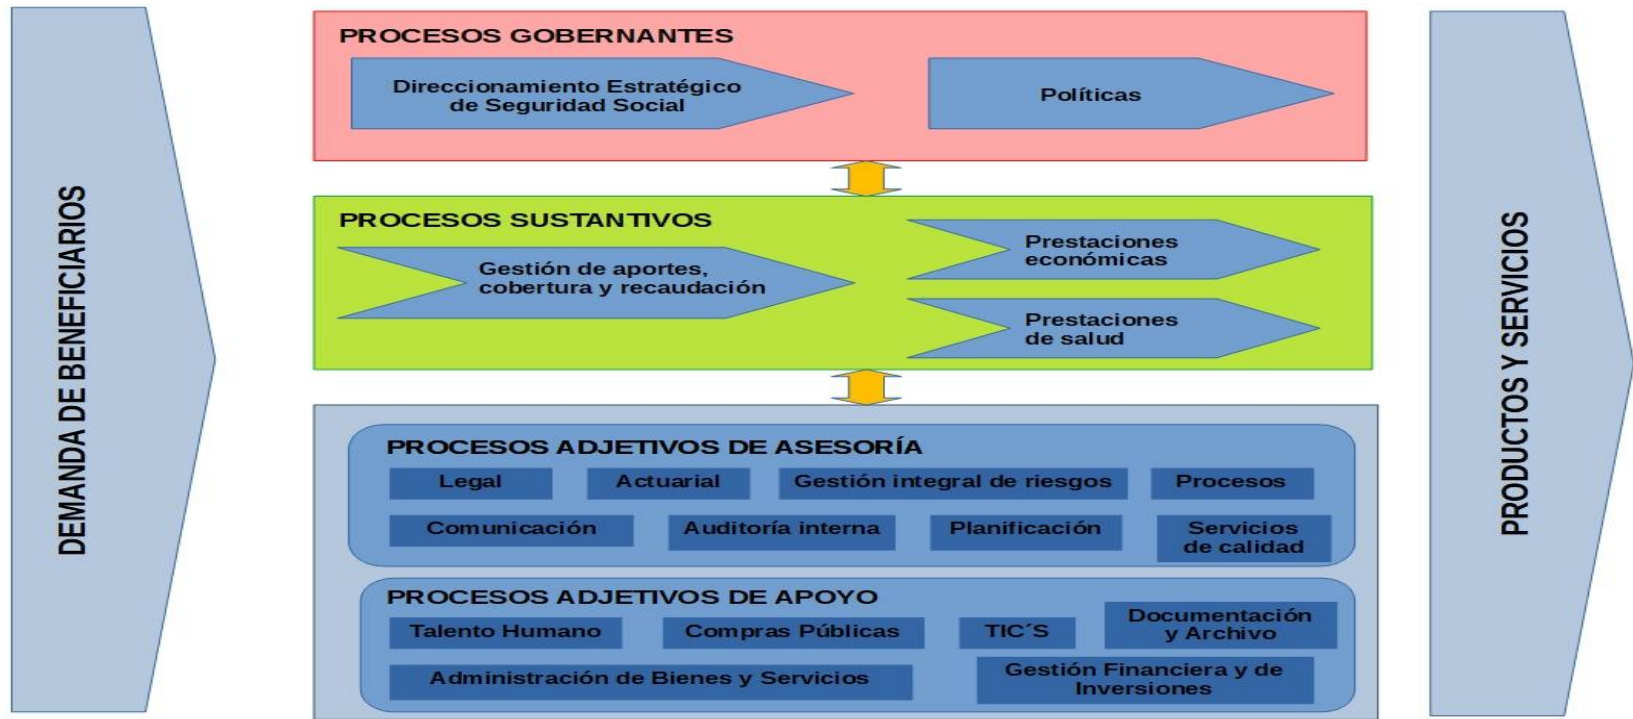 DEMANDA DE BENEFICIARIOS
PROCESOS GOBERNANTES
Direccionamiento Estratégico
de Seguridad Social
Políticas
PROCESOS SUSTANTIVOS
Gestión de aportes,
cobertura y recaudación
Prestaciones
económicas
Prestaciones
de salud
PROCESOS ADJETIVOS DE ASESORÍA
Legal
Actuarial
Gestión integral de riesgos
Procesos
Comunicación
Auditoría interna
Planificación
Servicios
de calidad
PROCESOS ADJETIVOS DE APOYO
Talento Humano
Compras Públicas
TIC´S
Documentación
y Archivo
Administración de Bienes y Servicios
Gestión Financiera y de
Inversiones
PRODUCTOS Y SERVICIOS